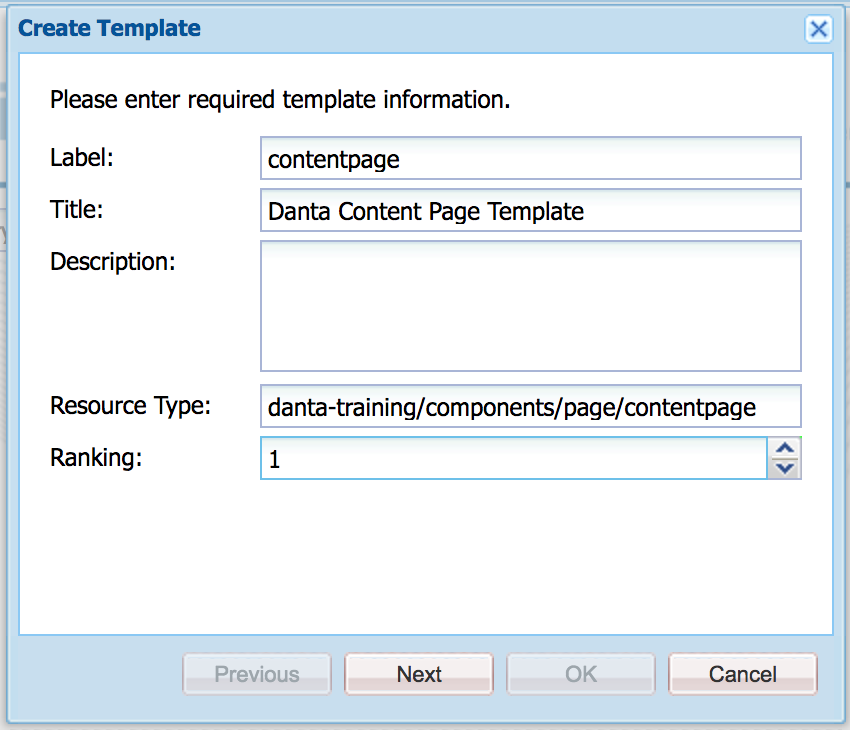 Create Template
Please enter required template information.
Label: contentpage
Title: Danta Content Page Template
Description:
Resource Type: danta-training/components/page/contentpage
Ranking: 1
Previous Next OK Cancel